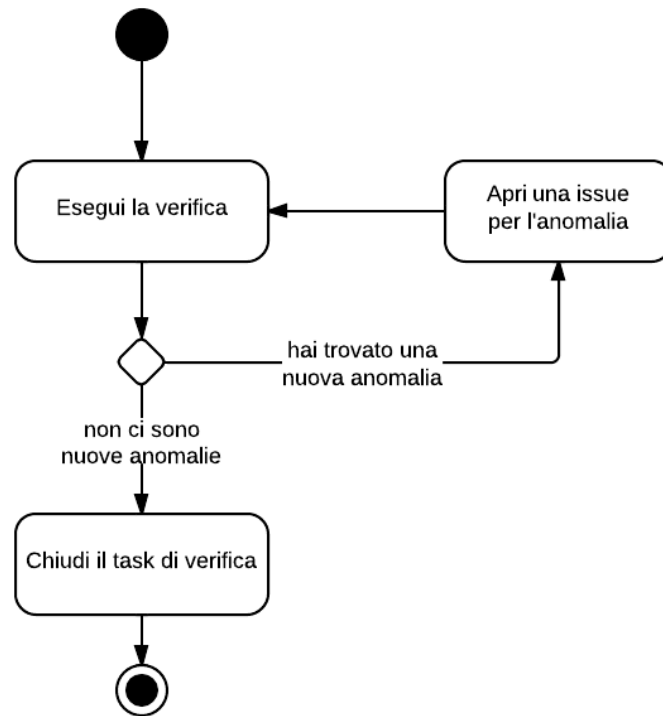 Esegui la verifica
Apri una issue
per l'anomalia
hai trovato una
nuova anomalia
non ci sono
nuove anomalie
Chiudi il task di verifica